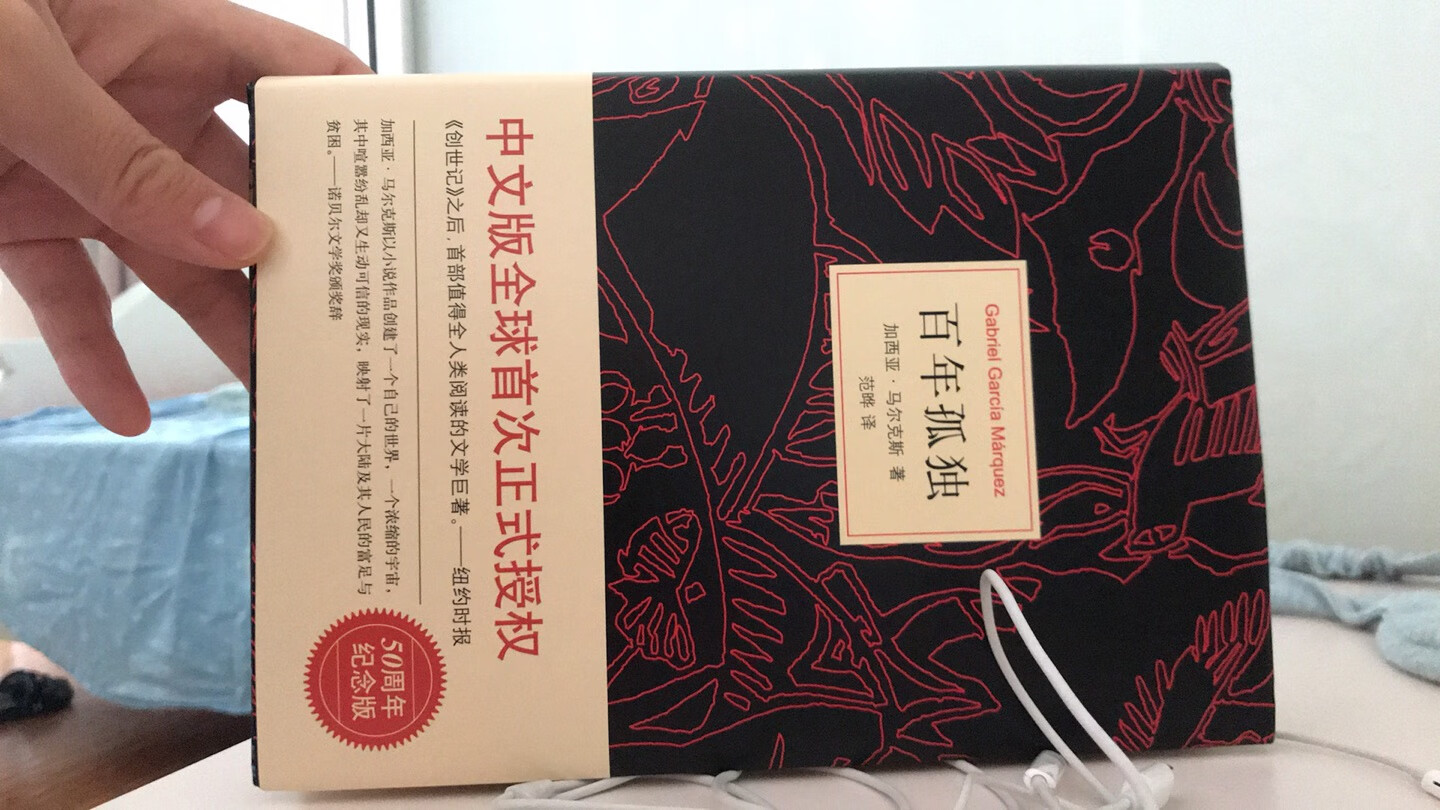 Gabriel García Márquez
百年孤独
加西亚·马尔克斯 著
范晔 译
中文版全球首次正式授权
《创世记》之后，首部值得全人类阅读的文学巨著。——纽约时报
加西亚·马尔克斯以小说作品创建了一个自己的世界，一个浓缩的宇宙，
其中喧嚣纷乱却又生动可信的现实，映射了一片大陆及其人民的富足与
贫困。——诺贝尔文学奖颁奖辞
50周年
纪念版